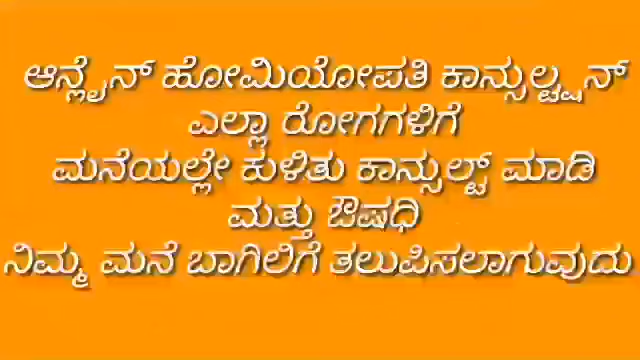 ಆನ್ಲೈನ್ ಹೋಮಿಯೋಪತಿ ಕಾನ್ಸುಲ್ಟ್ಷನ್
ಎಲ್ಲಾ ರೋಗಗಳಿಗೆ
ಮನೆಯಲ್ಲೇ ಕುಳಿತು ಕಾನ್ಸುಲ್ಟ್ ಮಾಡಿ
ಮತ್ತು ಔಷಧಿ
ನಿಮ್ಮ ಮನೆ ಬಾಗಿಲಿಗೆ ತಲುಪಿಸಲಾಗುವುದು